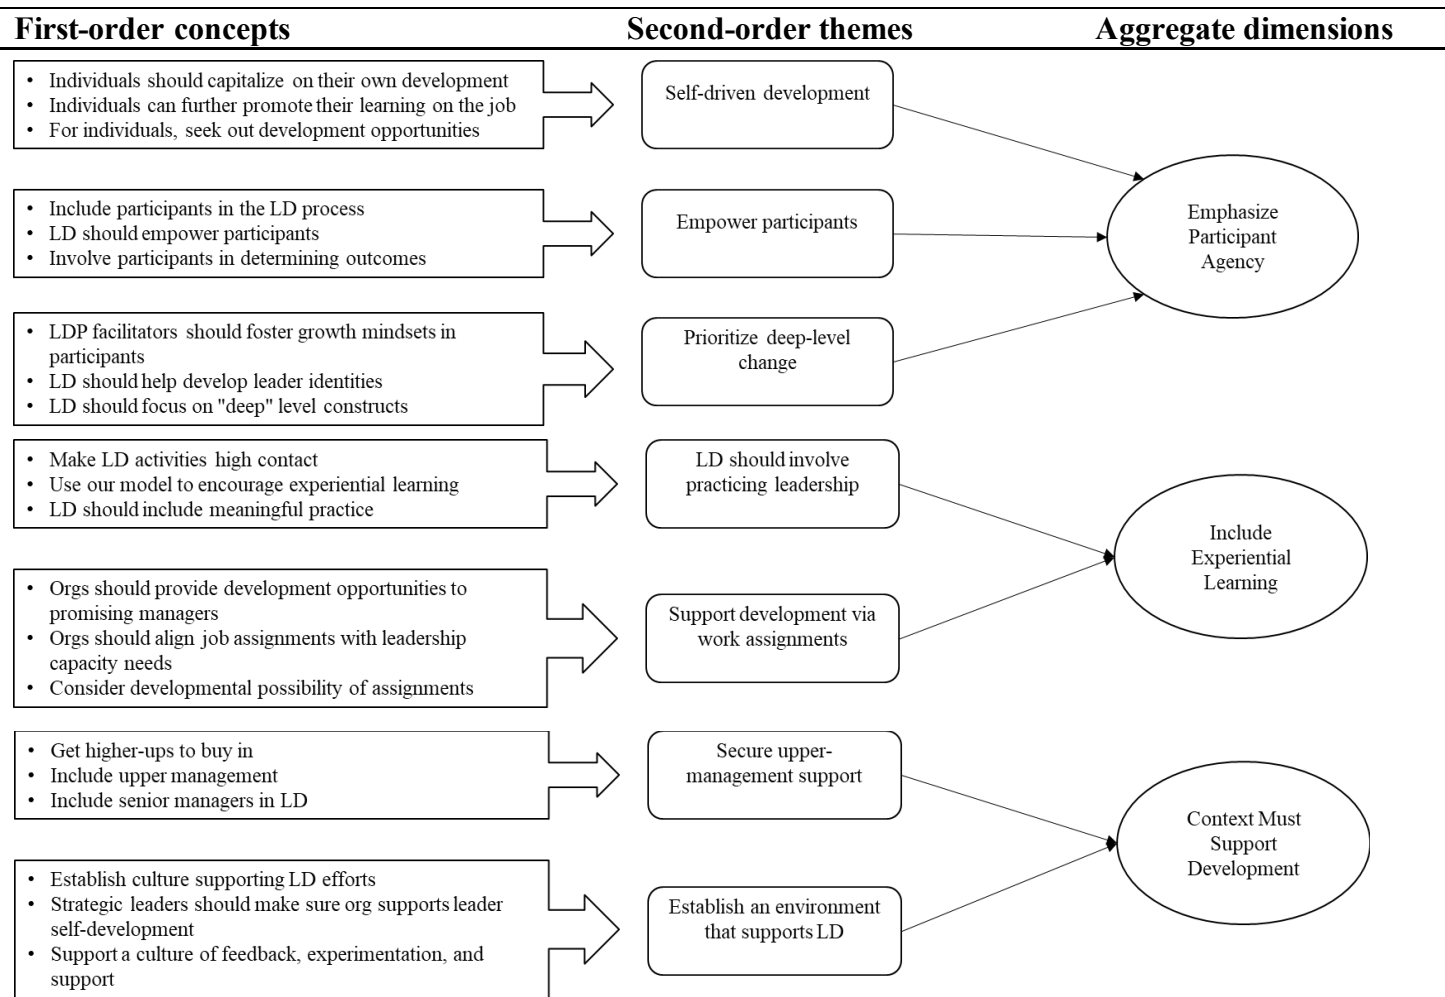 First-order concepts
Second-order themes
Aggregate dimensions
• Individuals should capitalize on their own development
• Individuals can further promote their learning on the job
• For individuals, seek out development opportunities
Self-driven development
• Include participants in the LD process
• LD should empower participants
• Involve participants in determining outcomes
Empower participants
Emphasize
Participant
Agency
• LDP facilitators should foster growth mindsets in
participants
• LD should help develop leader identities
• LD should focus on "deep" level constructs
Prioritize deep-level
change
• Make LD activities high contact
• Use our model to encourage experiential learning
• LD should include meaningful practice
LD should involve
practicing leadership
Include
Experiential
Learning
• Orgs should provide development opportunities to
promising managers
• Orgs should align job assignments with leadership
capacity needs
• Consider developmental possibility of assignments
Support development via
work assignments
• Get higher-ups to buy in
• Include upper management
• Include senior managers in LD
Secure upper-
management support
Context Must
Support
Development
• Establish culture supporting LD efforts
• Strategic leaders should make sure org supports leader
self-development
• Support a culture of feedback, experimentation, and
support
Establish an environment
that supports LD